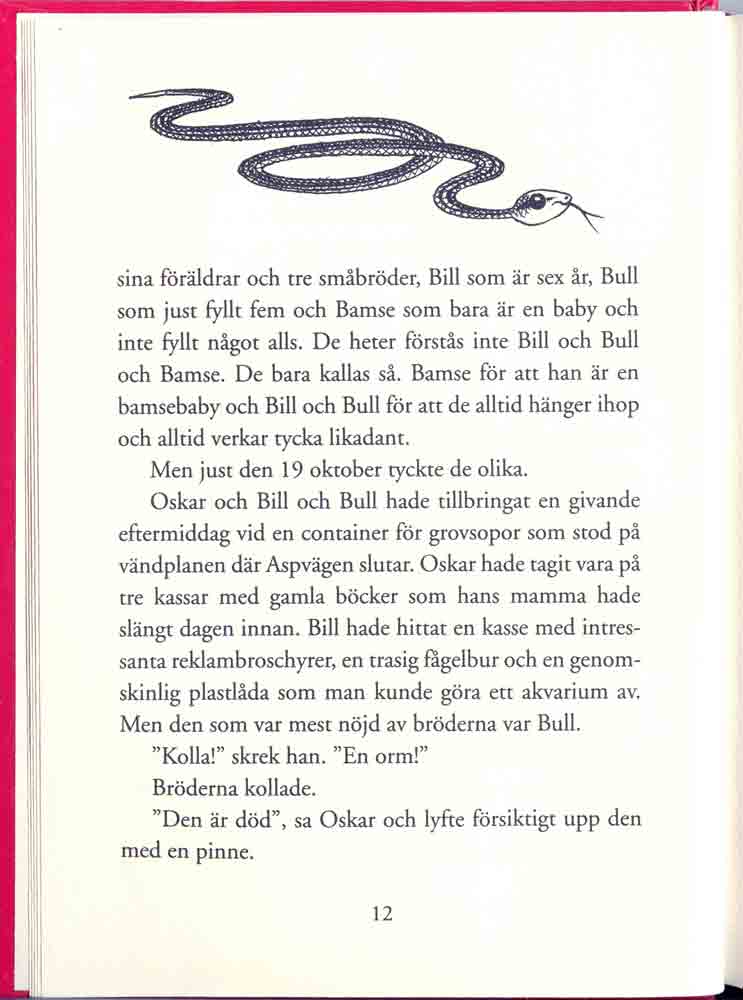 sina föräldrar och tre småbröder, Bill som är sex år, Bull
som just fyllt fem och Bamse som bara är en baby och
inte fyllt något alls. De heter förstås inte Bill och Bull
och Bamse. De bara kallas så. Bamse för att han är en
bamsebaby och Bill och Bull för att de alltid hänger ihop
och alltid verkar tycka likadant.
Men just den 19 oktober tyckte de olika.
Oskar och Bill och Bull hade tillbringat en givande
eftermiddag vid en container för grovsopor som stod på
vändplanen där Aspvägen slutar. Oskar hade tagit vara på
tre kassar med gamla böcker som hans mamma hade
slängt dagen innan. Bill hade hittat en kasse med intres-
santa reklambroschyrer, en trasig fågelbur och en genom-
skinlig plastlåda som man kunde göra ett akvarium av.
Men den som var mest nöjd av bröderna var Bull.
”Kolla!” skrek han. ”En orm!”
Bröderna kollade.
”Den är död”, sa Oskar och lyfte försiktigt upp den
med en pinne.
12